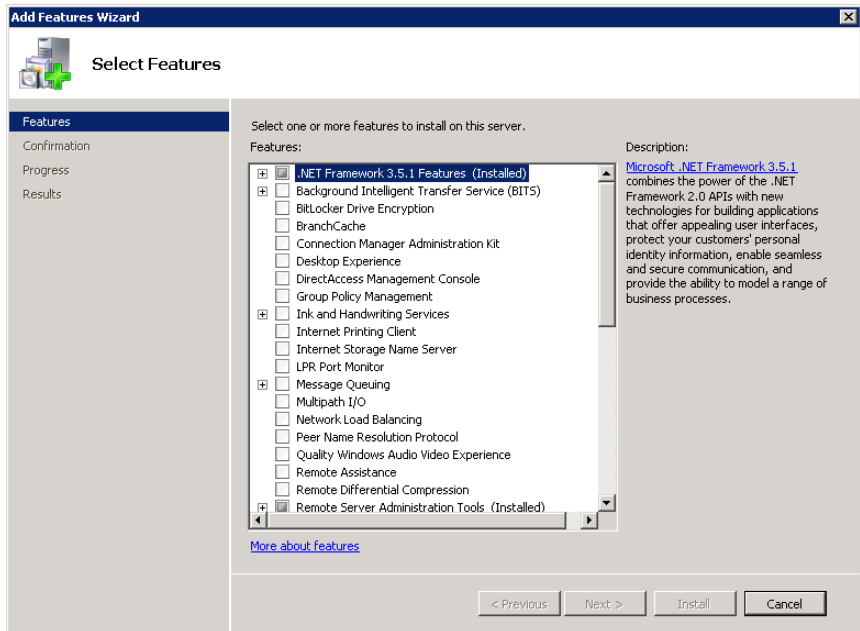 Add Features Wizard
Select Features
Features
Confirmation
Progress
Results
Select one or more features to install on this server.
Features:
.NET Framework 3.5.1 Features (Installed)
Background Intelligent Transfer Service (BITS)
BitLocker Drive Encryption
BranchCache
Connection Manager Administration Kit
Desktop Experience
DirectAccess Management Console
Group Policy Management
Ink and Handwriting Services
Internet Printing Client
Internet Storage Name Server
LPR Port Monitor
Message Queuing
Multipath I/O
Network Load Balancing
Peer Name Resolution Protocol
Quality Windows Audio Video Experience
Remote Assistance
Remote Differential Compression
Remote Server Administration Tools (Installed)
More about features
Description:
Microsoft .NET Framework 3.5.1
combines the power of the .NET
Framework 2.0 APIs with new
technologies for building applications
that offer appealing user interfaces,
protect your customers' personal
identity information, enable seamless
and secure communication, and
provide the ability to model a range of
business processes.
< Previous
Next >
Install
Cancel